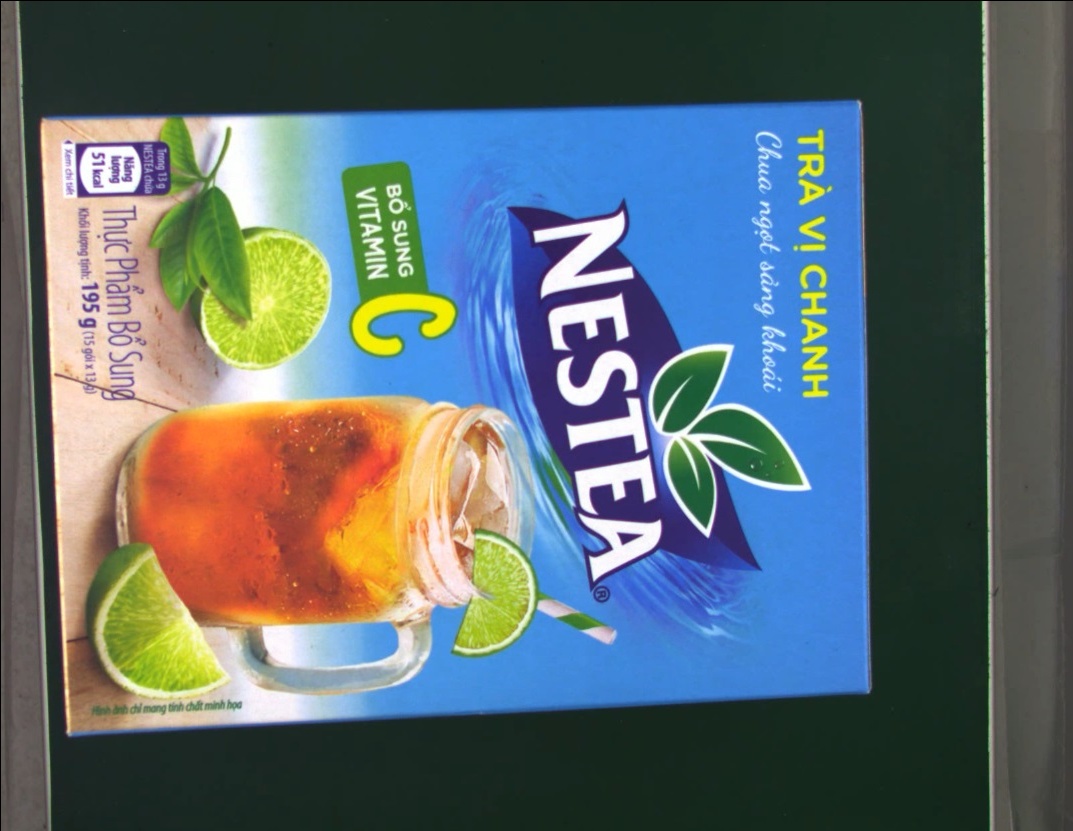 TRÀ VỊ CHANH
Chua ngọt sảng khoái
NESTEA®
BỔ SUNG
VITAMIN
C
Trong 13 g
NESTEA chứa
Năng
lượng
51 kcal
Xem chi tiết
Thực Phẩm Bổ Sung
Khối lượng tịnh: 195 g (15 gói x 13 g)
Hình ảnh chỉ mang tính chất minh họa